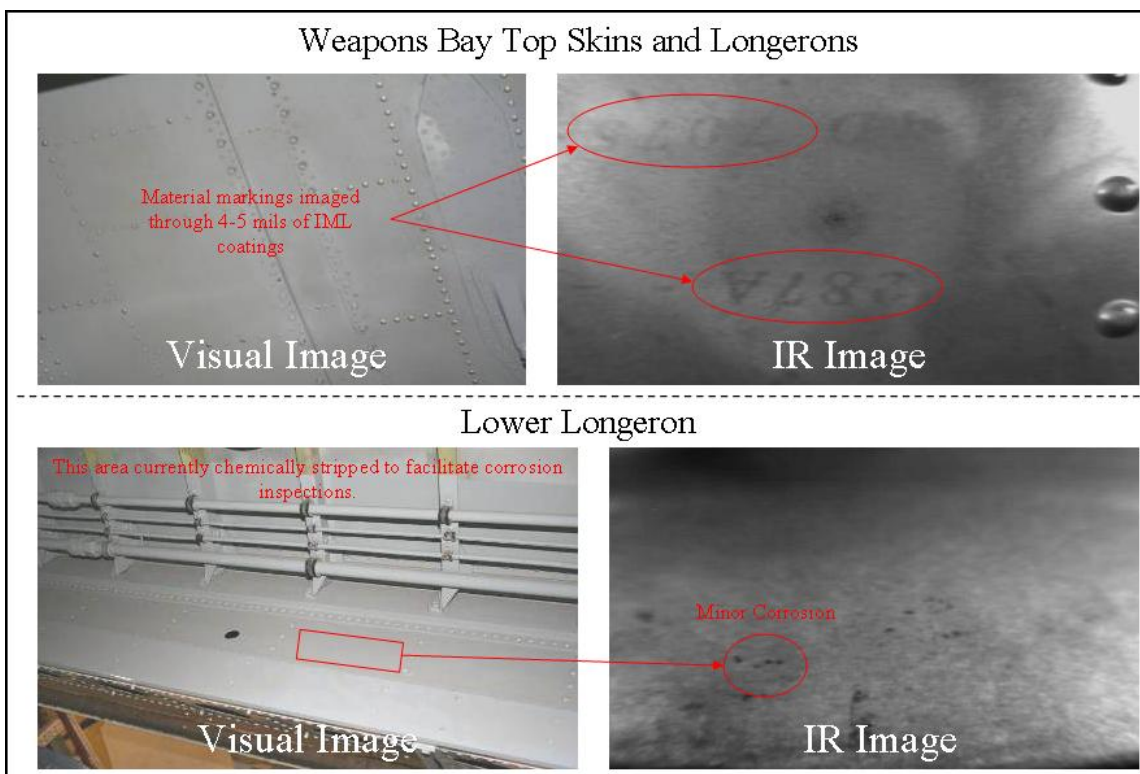 Weapons Bay Top Skins and Longerons
Material markings imaged
through 4-5 mils of IML
coatings
287A
Visual Image
IR Image
Lower Longeron
This area currently chemically stripped to facilitate corrosion
inspections.
Minor Corrosion
Visual Image
IR Image